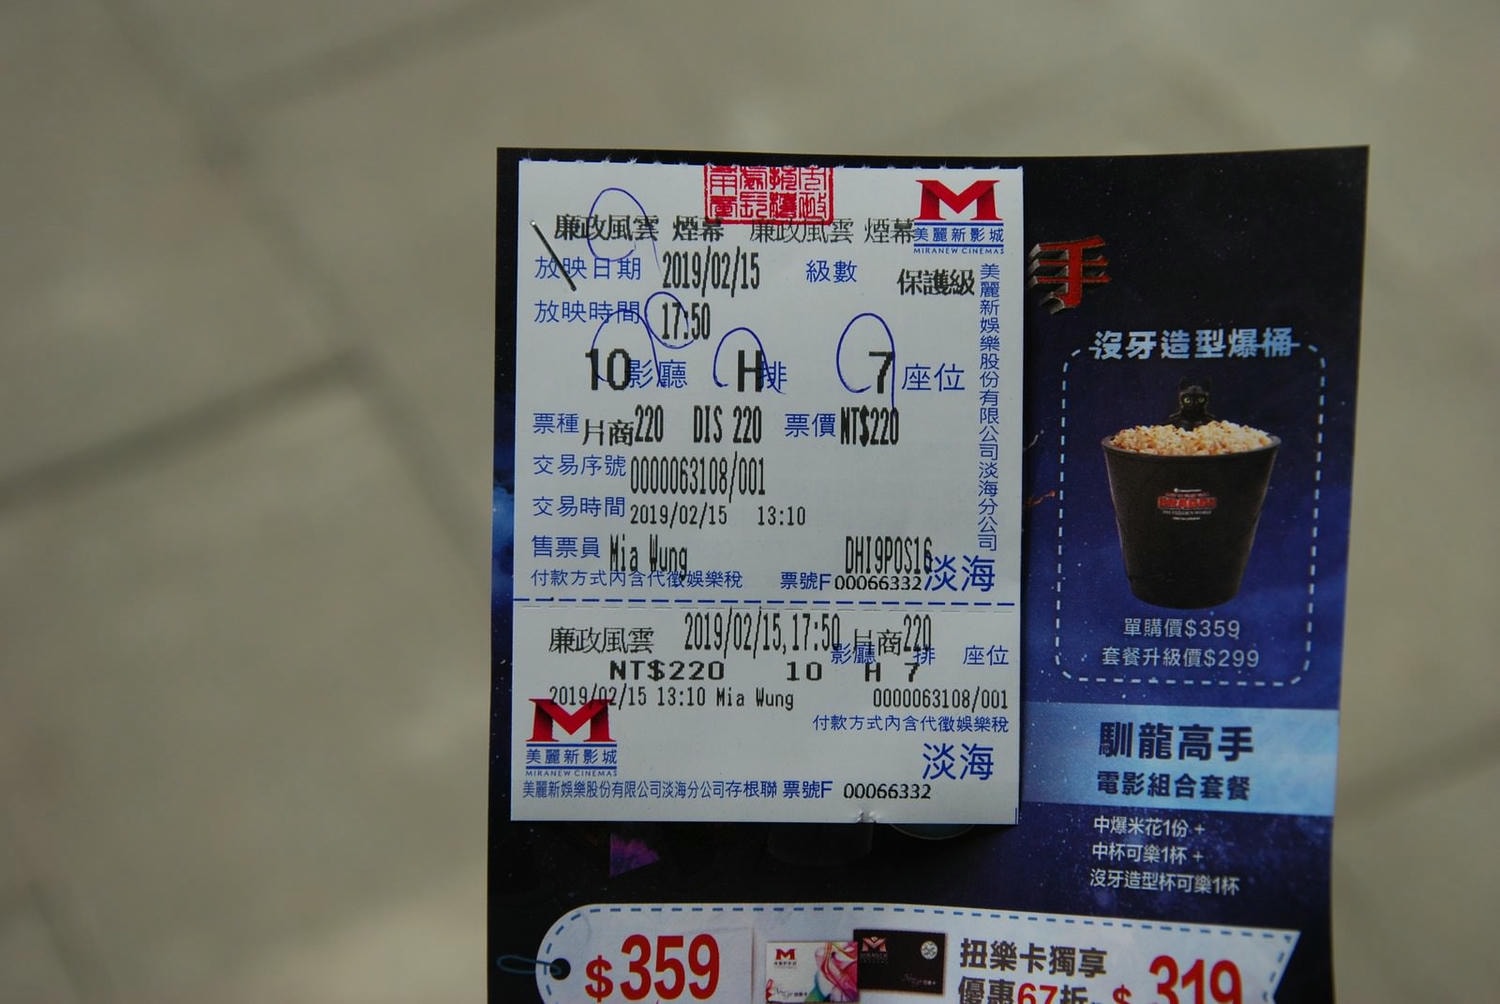 廉政風雲 煙幕 廉政風雲 煙幕
美麗新影城
MIRANEW CINEMAS
放映日期 2019/02/15 級數 保護級
放映時間 17:50
10 影廳 H 排 7 座位
票種 片商220 DIS 220 票價 NT$220
交易序號 0000063108/001
交易時間 2019/02/15 13:10
售票員 Mia Wung DHI9POS16
付款方式內含代徵娛樂稅 票號F 00066332 淡海
美麗新娛樂股份有限公司淡海分公司
廉政風雲 2019/02/15,17:50 片商220
影廳 排 座位
NT$220 10 H 7
2019/02/15 13:10 Mia Wung 0000063108/001
付款方式內含代徵娛樂稅
美麗新影城
MIRANEW CINEMAS
淡海
美麗新娛樂股份有限公司淡海分公司存根聯 票號F 00066332
手
沒牙造型爆桶
單購價$359
套餐升級價$299
馴龍高手
電影組合套餐
中爆米花1份 +
中杯可樂1杯 +
沒牙造型杯可樂1杯
$359
扭樂卡獨享
優惠67折 $319